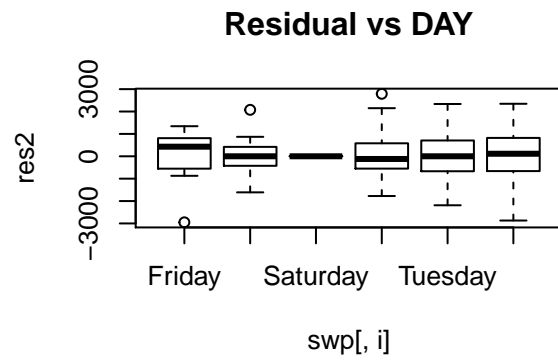 Residual vs DAY
res2
3000
0
−3000
Friday Saturday Tuesday
swp[, i]